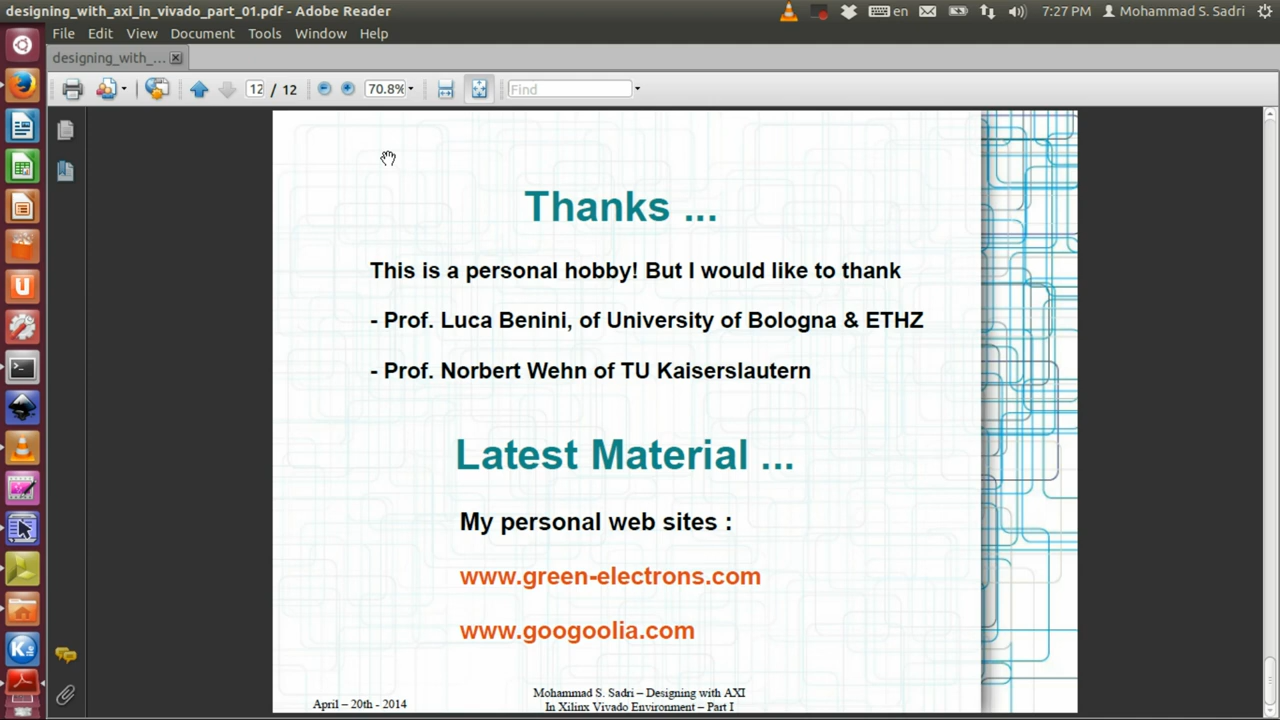 designing_with_axi_in_vivado_part_01.pdf - Adobe Reader
en
7:27 PM
Mohammad S. Sadri
File Edit View Document Tools Window Help
designing_with_...
12 / 12
70.8%
Find
Thanks ...
This is a personal hobby! But I would like to thank
- Prof. Luca Benini, of University of Bologna & ETHZ
- Prof. Norbert Wehn of TU Kaiserslautern
Latest Material ...
My personal web sites :
www.green-electrons.com
www.googoolia.com
April – 20th - 2014
Mohammad S. Sadri – Designing with AXI
In Xilinx Vivado Environment – Part I